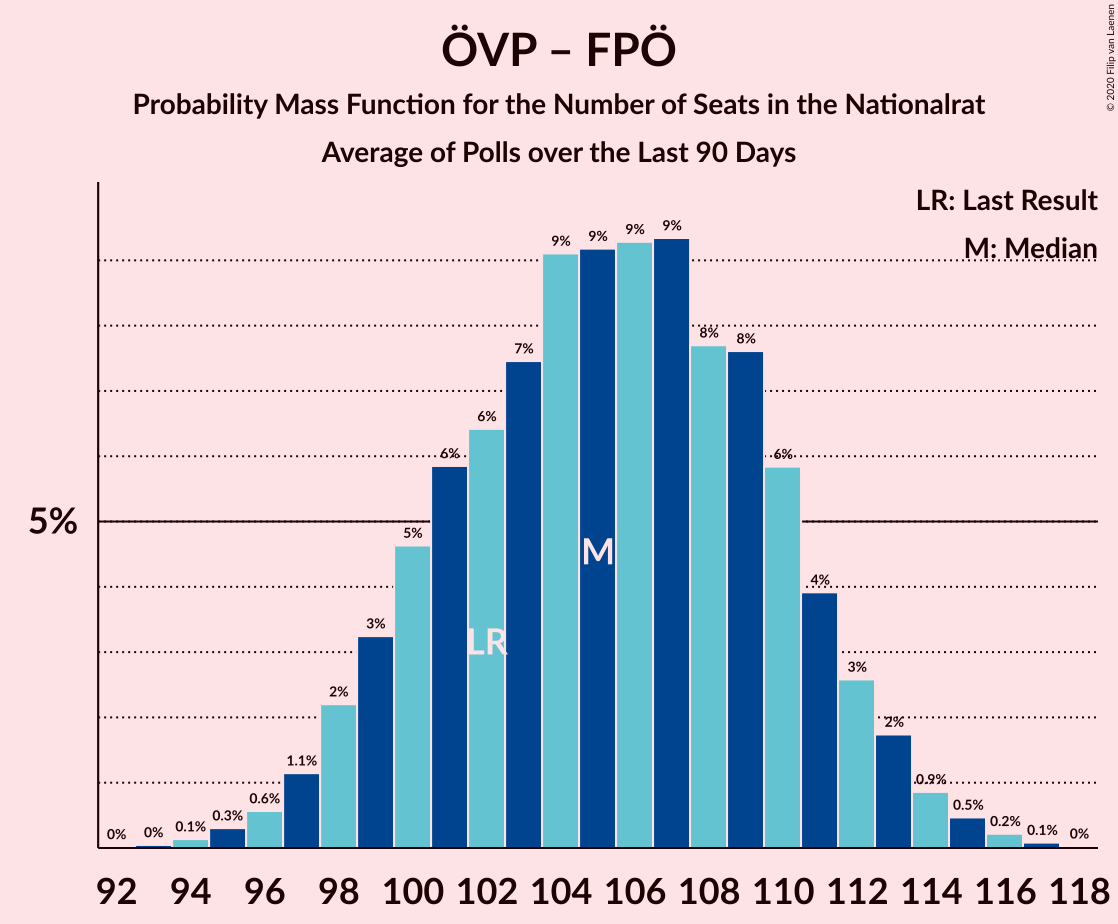 ÖVP – FPÖ
Probability Mass Function for the Number of Seats in the Nationalrat
Average of Polls over the Last 90 Days
© 2020 Filip van Laenen
LR: Last Result
M: Median
5%
0% 0% 0.1% 0.3% 0.6% 1.1% 2% 3% 5% 6% 6% 7% 9% 9% 9% 9% 8% 8% 6% 4% 3% 2% 0.9% 0.5% 0.2% 0.1% 0%
LR M
92 94 96 98 100 102 104 106 108 110 112 114 116 118